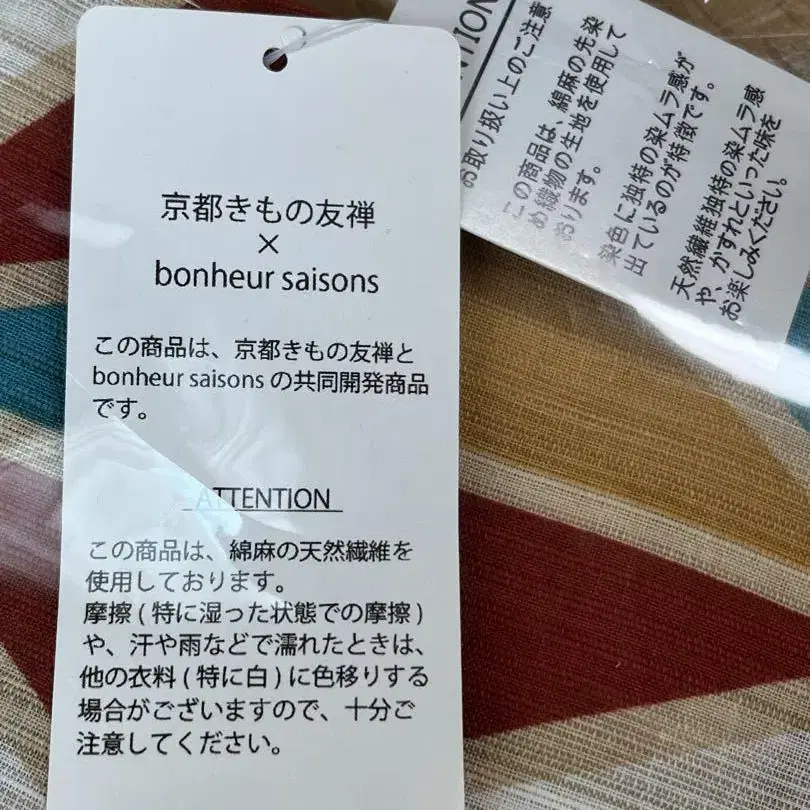 京都きもの友禅
×
bonheur saisons
この商品は、京都きもの友禅と
bonheur saisons の共同開発商品
です。
ATTENTION
この商品は、綿麻の天然繊維を
使用しております。
摩擦 ( 特に湿った状態での摩擦 )
や、汗や雨などで濡れたときは、
他の衣料 ( 特に白 ) に色移りする
場合がございますので、十分ご
注意してください。
NTION
お取り扱い上のご注意
この商品は、綿麻の先染
め織物の生地を使用して
おります。
染色に独特の染ムラ感が
出ているのが特徴です。
天然繊維独特の染ムラ感
や、かすれといった味を
お楽しみください。